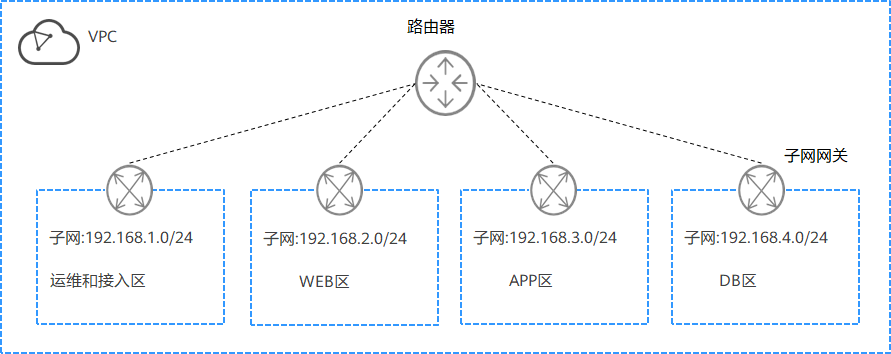 VPC
路由器
子网网关
子网:192.168.1.0/24
运维和接入区
子网:192.168.2.0/24
WEB区
子网:192.168.3.0/24
APP区
子网:192.168.4.0/24
DB区